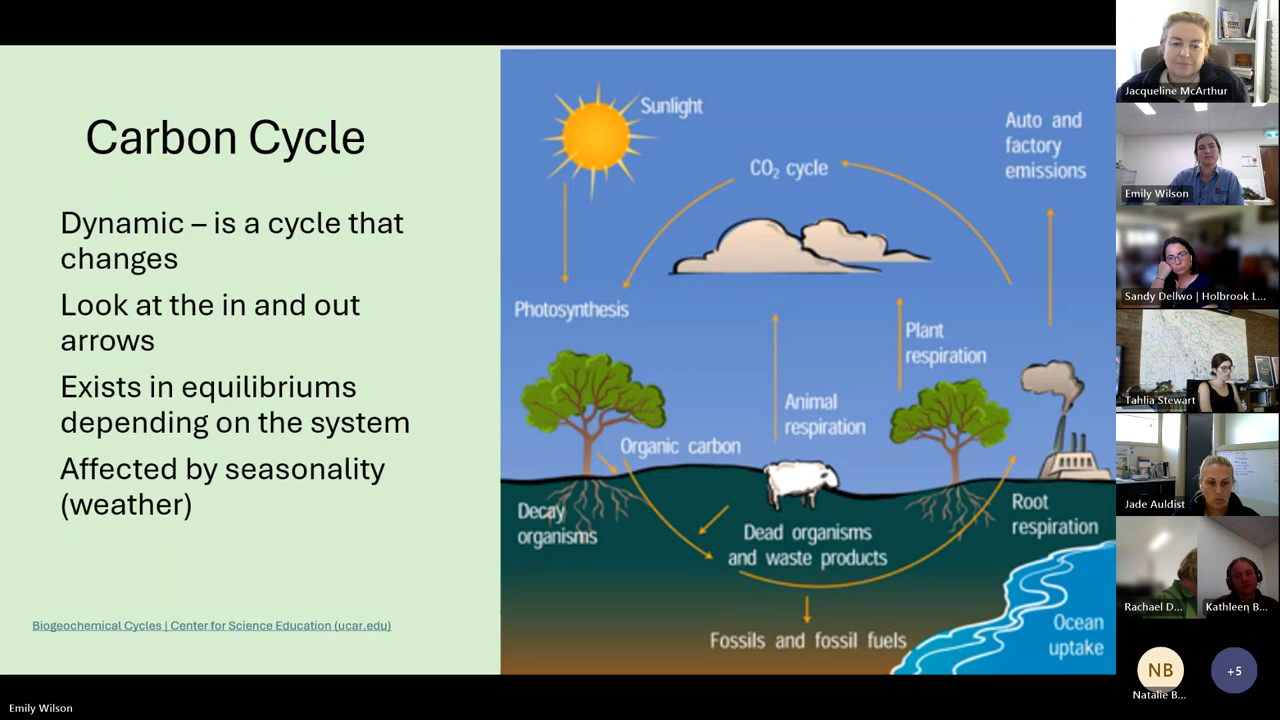 Carbon Cycle
Dynamic – is a cycle that
changes
Look at the in and out
arrows
Exists in equilibriums
depending on the system
Affected by seasonality
(weather)
Biogeochemical Cycles | Center for Science Education (ucar.edu)
Sunlight
CO₂ cycle
Auto and
factory
emissions
Photosynthesis
Plant
respiration
Animal
respiration
Organic carbon
Decay
organisms
Dead organisms
and waste products
Root
respiration
Fossils and fossil fuels
Ocean
uptake
Jacqueline McArthur
Emily Wilson
Sandy Dellwo | Holbrook L...
Tahlia Stewart
Jade Auldist
Rachael D...
Kathleen B...
NB
Natalie B...
+5
Emily Wilson